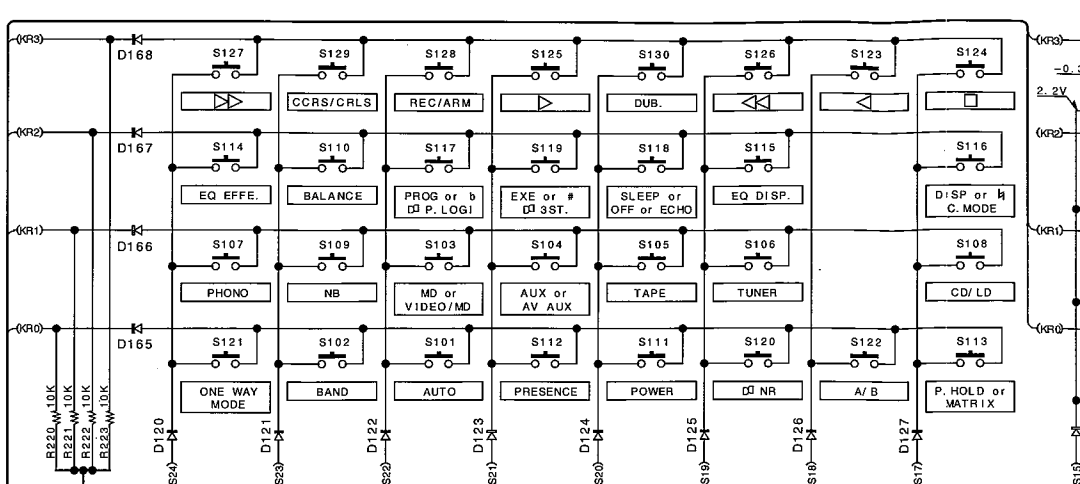 KR3
D168
S127
S129
S128
S125
S130
S126
S123
S124
KR3
-0.3
2.2V
CCRS/CRLS
REC/ARM
DUB.
KR2
D167
S114
S110
S117
S119
S118
S115
S116
KR2
EQ EFFE.
BALANCE
PROG or b
P. LOGI
EXE or #
3ST.
SLEEP or
OFF or ECHO
EQ DISP.
DISP or ♮
C. MODE
KR1
D166
S107
S109
S103
S104
S105
S106
S108
KR1
PHONO
NB
MD or
VIDEO/MD
AUX or
AV AUX
TAPE
TUNER
CD/LD
KR0
D165
S121
S102
S101
S112
S111
S120
S122
S113
KR0
ONE WAY
MODE
BAND
AUTO
PRESENCE
POWER
NR
A/B
P. HOLD or
MATRIX
R220 10K
R221 10K
R222 10K
R223 10K
D120
D121
D122
D123
D124
D125
D126
D127
S24
S23
S22
S21
S20
S19
S18
S17
S15